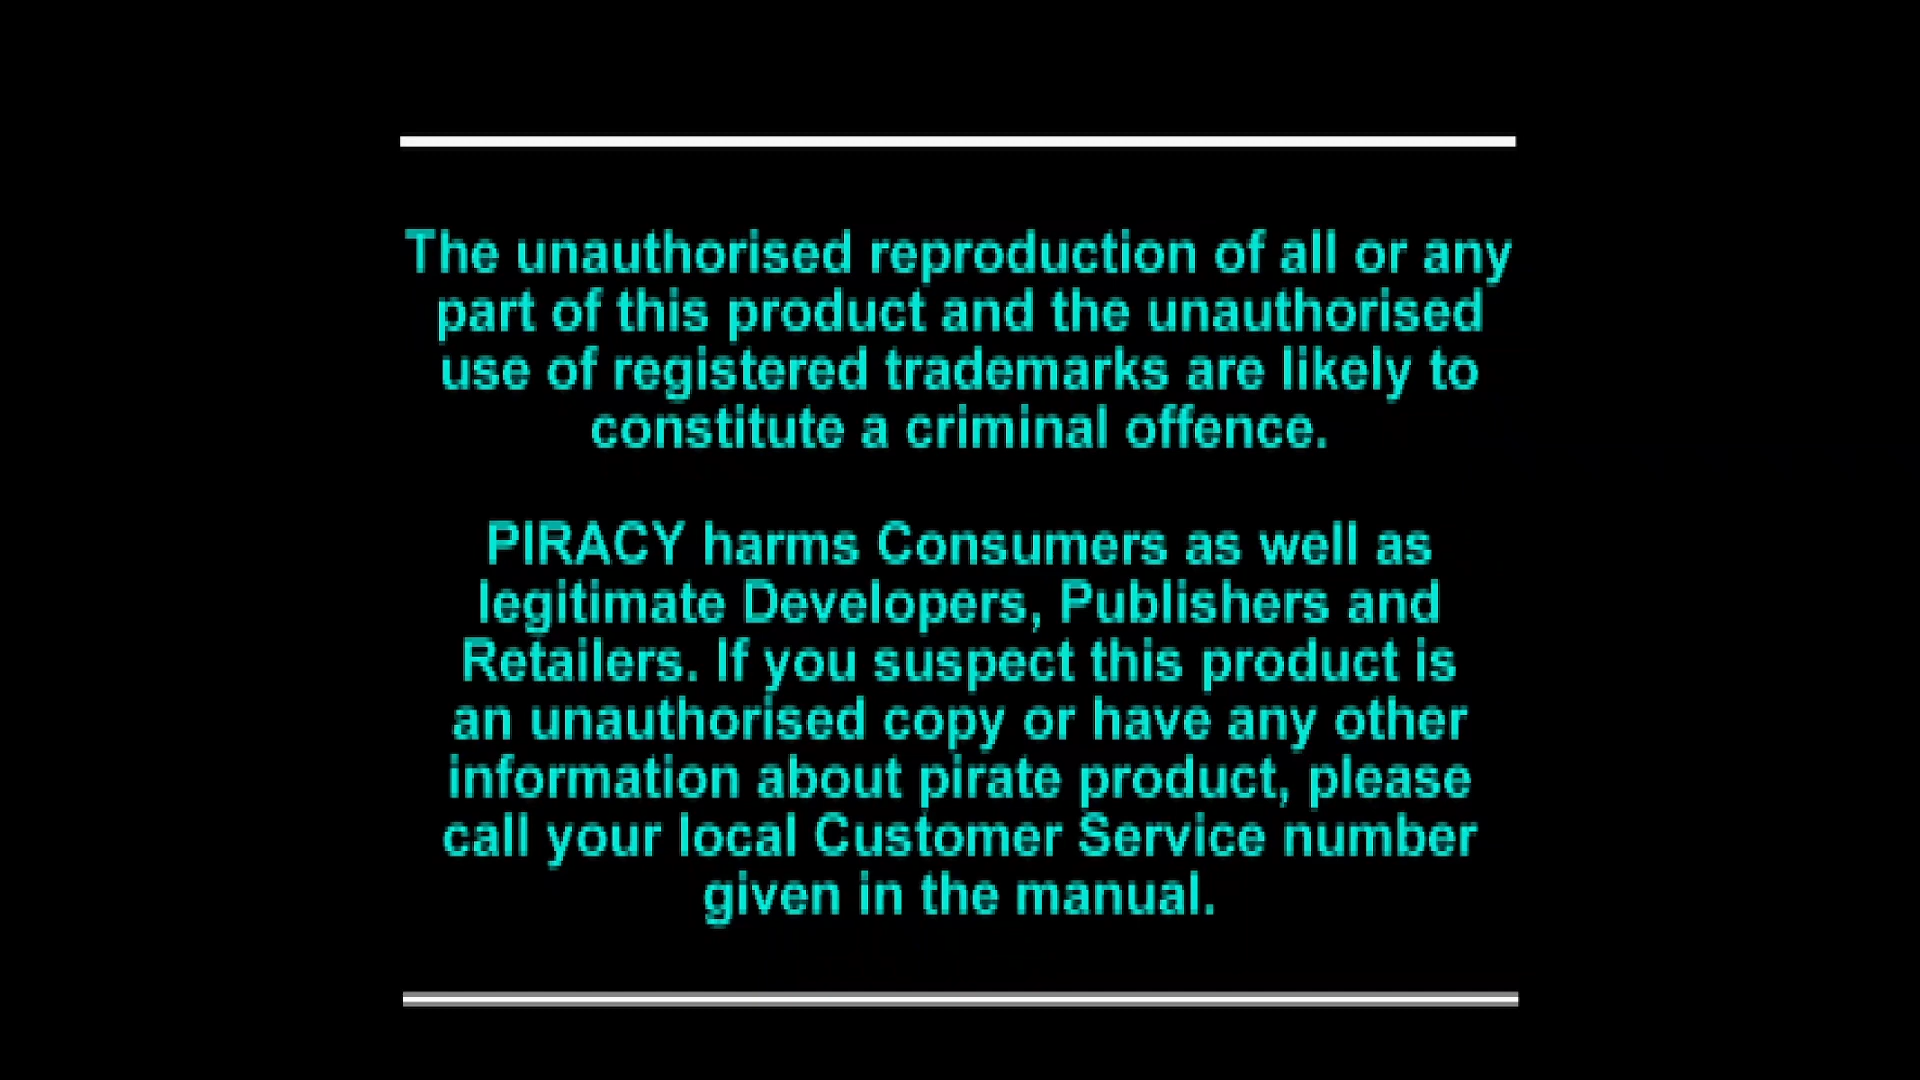 The unauthorised reproduction of all or any
part of this product and the unauthorised
use of registered trademarks are likely to
constitute a criminal offence.
PIRACY harms Consumers as well as
legitimate Developers, Publishers and
Retailers. If you suspect this product is
an unauthorised copy or have any other
information about pirate product, please
call your local Customer Service number
given in the manual.